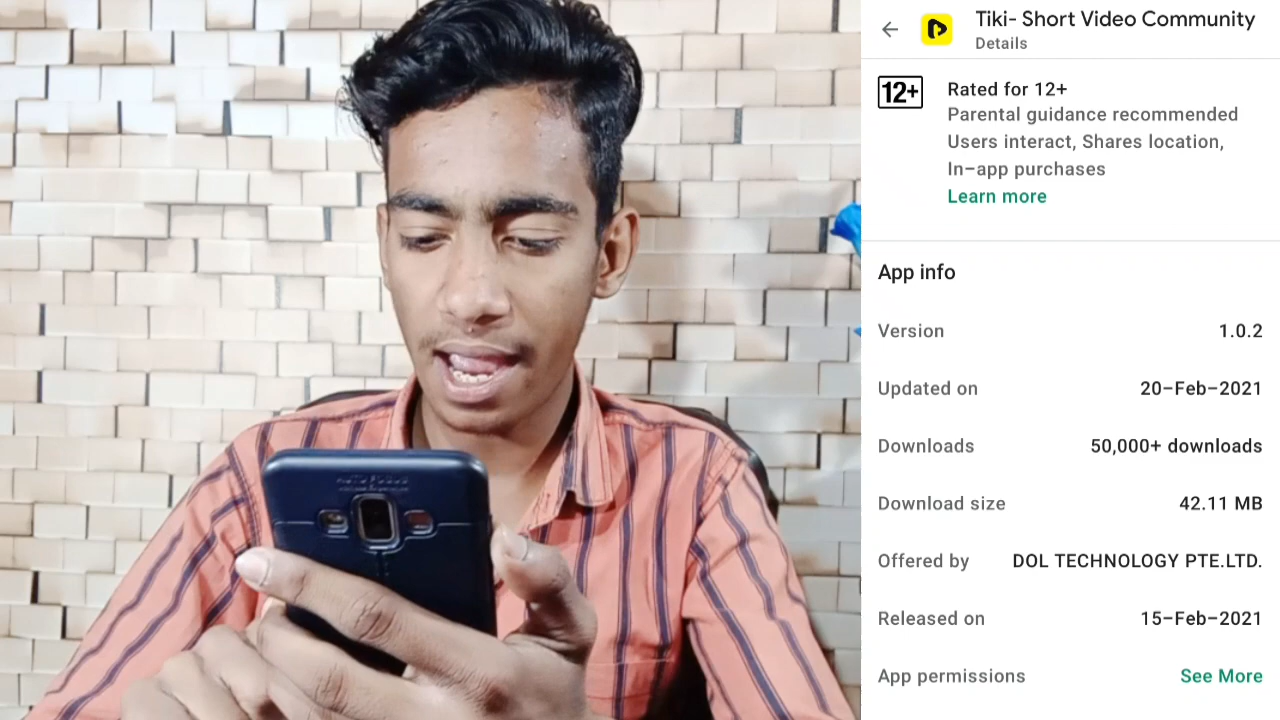 Tiki- Short Video Community
Details
12+
Rated for 12+
Parental guidance recommended
Users interact, Shares location,
In-app purchases
Learn more
App info
Version 1.0.2
Updated on 20-Feb-2021
Downloads 50,000+ downloads
Download size 42.11 MB
Offered by DOL TECHNOLOGY PTE.LTD.
Released on 15-Feb-2021
App permissions See More
AUTO FOCUS